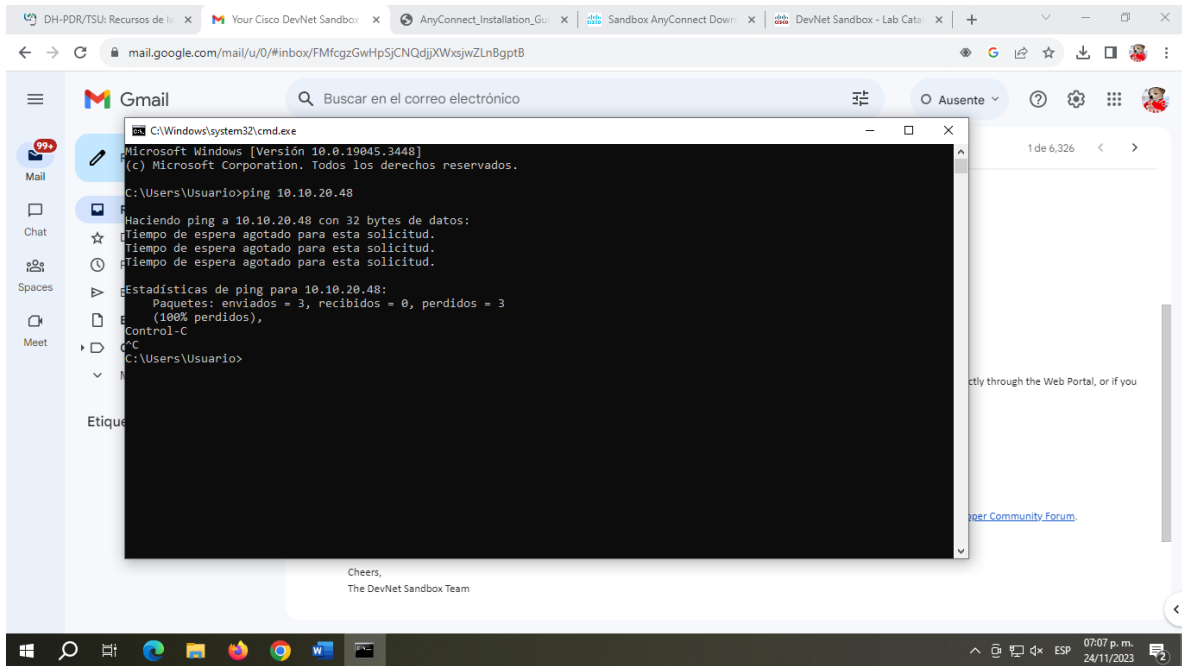 DH-PDR/TSU: Recursos de la
Your Cisco DevNet Sandbox
AnyConnect_Installation_Gui
Sandbox AnyConnect Down
DevNet Sandbox - Lab Catal
mail.google.com/mail/u/0/#inbox/FMfcgzGwHpSjCNQdjjXWxsjwZLnBgptB
Gmail
Buscar en el correo electrónico
Ausente
C:\Windows\system32\cmd.exe
99+
1 de 6,326
Mail
Chat
Spaces
Meet
Microsoft Windows [Versión 10.0.19045.3448]
(c) Microsoft Corporation. Todos los derechos reservados.
C:\Users\Usuario>ping 10.10.20.48
Haciendo ping a 10.10.20.48 con 32 bytes de datos:
Tiempo de espera agotado para esta solicitud.
Tiempo de espera agotado para esta solicitud.
Tiempo de espera agotado para esta solicitud.
Estadísticas de ping para 10.10.20.48:
Paquetes: enviados = 3, recibidos = 0, perdidos = 3
(100% perdidos),
Control-C
^C
C:\Users\Usuario>
ctly through the Web Portal, or if you
Etique
oper Community Forum.
Cheers,
The DevNet Sandbox Team
ESP
07:07 p. m.
24/11/2023
2